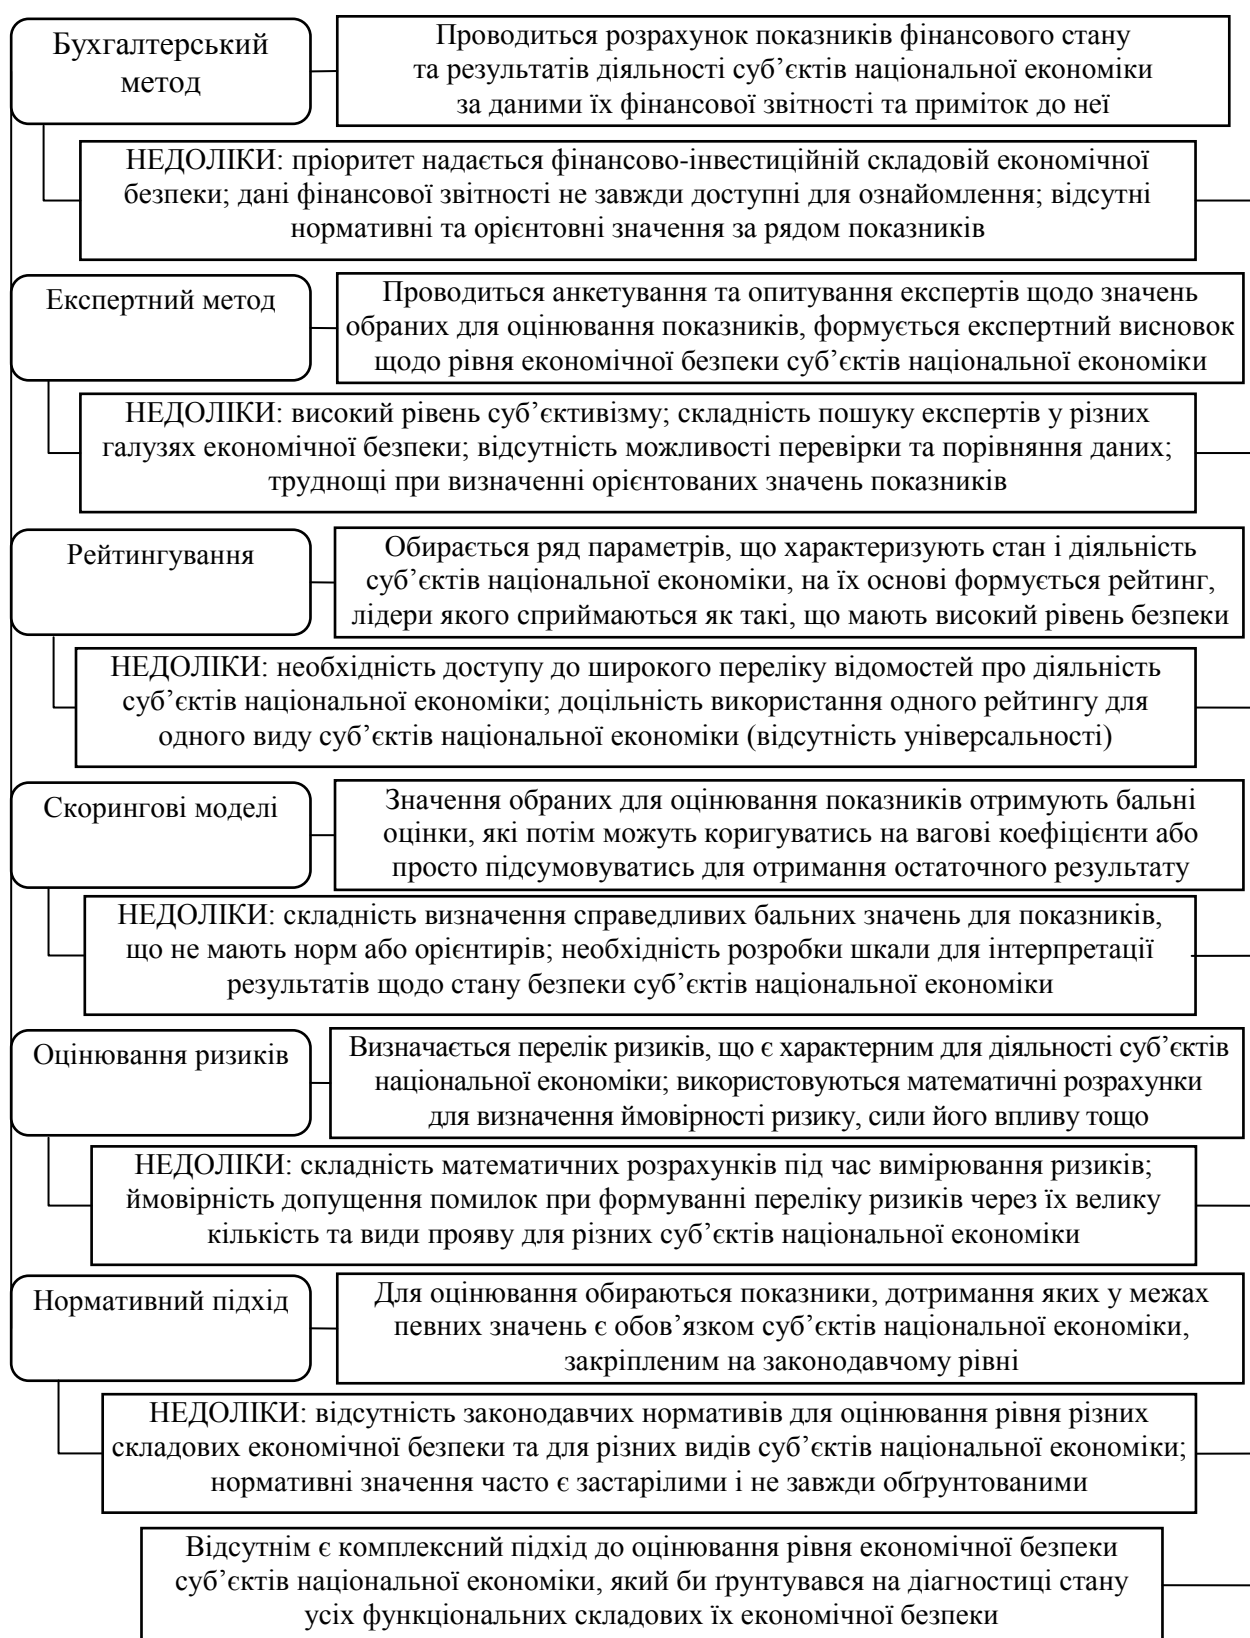 Бухгалтерський
метод
Проводиться розрахунок показників фінансового стану
та результатів діяльності суб’єктів національної економіки
за даними їх фінансової звітності та приміток до неї
НЕДОЛІКИ: пріоритет надається фінансово-інвестиційній складовій економічної
безпеки; дані фінансової звітності не завжди доступні для ознайомлення; відсутні
нормативні та орієнтовні значення за рядом показників
Експертний метод
Проводиться анкетування та опитування експертів щодо значень
обраних для оцінювання показників, формується експертний висновок
щодо рівня економічної безпеки суб’єктів національної економіки
НЕДОЛІКИ: високий рівень суб’єктивізму; складність пошуку експертів у різних
галузях економічної безпеки; відсутність можливості перевірки та порівняння даних;
труднощі при визначенні орієнтованих значень показників
Рейтингування
Обирається ряд параметрів, що характеризують стан і діяльність
суб’єктів національної економіки, на їх основі формується рейтинг,
лідери якого сприймаються як такі, що мають високий рівень безпеки
НЕДОЛІКИ: необхідність доступу до широкого переліку відомостей про діяльність
суб’єктів національної економіки; доцільність використання одного рейтингу для
одного виду суб’єктів національної економіки (відсутність універсальності)
Скорингові моделі
Значення обраних для оцінювання показників отримують бальні
оцінки, які потім можуть коригуватись на вагові коефіцієнти або
просто підсумовуватись для отримання остаточного результату
НЕДОЛІКИ: складність визначення справедливих бальних значень для показників,
що не мають норм або орієнтирів; необхідність розробки шкали для інтерпретації
результатів щодо стану безпеки суб’єктів національної економіки
Оцінювання ризиків
Визначається перелік ризиків, що є характерним для діяльності суб’єктів
національної економіки; використовуються математичні розрахунки
для визначення ймовірності ризику, сили його впливу тощо
НЕДОЛІКИ: складність математичних розрахунків під час вимірювання ризиків;
ймовірність допущення помилок при формуванні переліку ризиків через їх велику
кількість та види прояву для різних суб’єктів національної економіки
Нормативний підхід
Для оцінювання обираються показники, дотримання яких у межах
певних значень є обов’язком суб’єктів національної економіки,
закріпленим на законодавчому рівні
НЕДОЛІКИ: відсутність законодавчих нормативів для оцінювання рівня різних
складових економічної безпеки та для різних видів суб’єктів національної економіки;
нормативні значення часто є застарілими і не завжди обґрунтованими
Відсутнім є комплексний підхід до оцінювання рівня економічної безпеки
суб’єктів національної економіки, який би ґрунтувався на діагностиці стану
усіх функціональних складових їх економічної безпеки